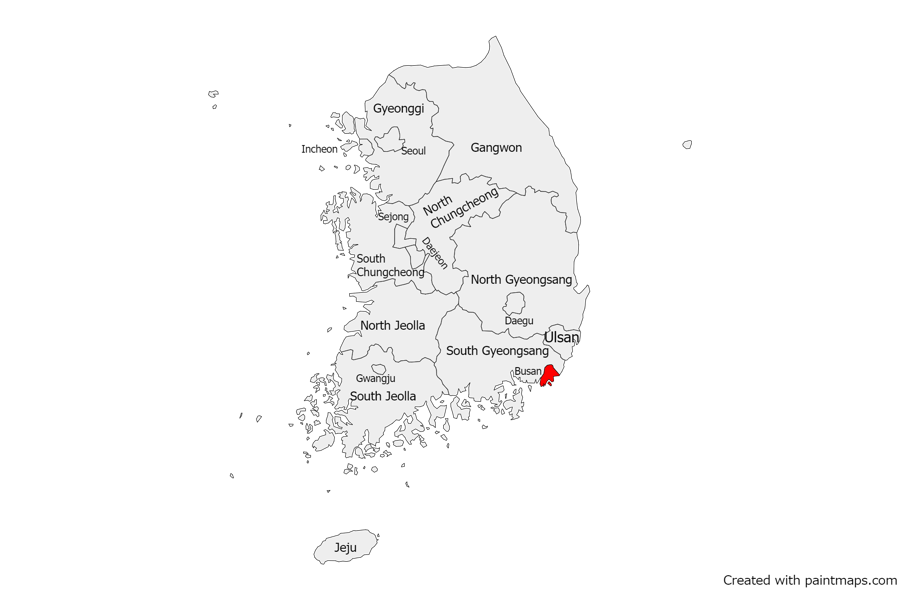 Gyeonggi
Incheon
Seoul
Gangwon
North
Chungcheong
Sejong
Daejeon
South
Chungcheong
North Gyeongsang
Daegu
North Jeolla
Ulsan
South Gyeongsang
Busan
Gwangju
South Jeolla
Jeju
Created with paintmaps.com